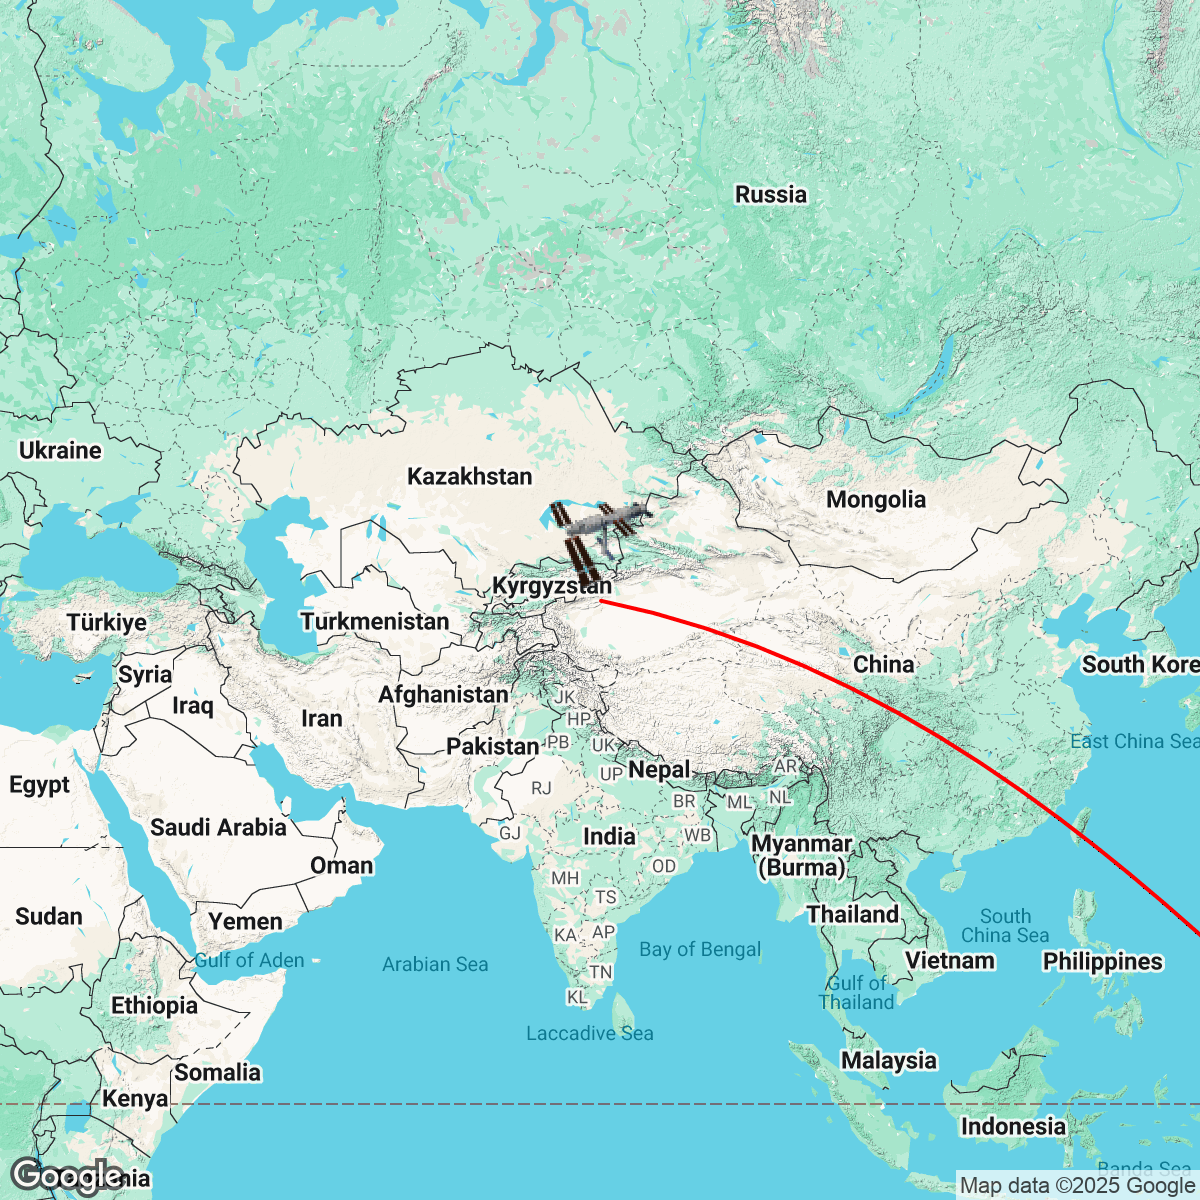 Russia
Ukraine
Kazakhstan
Mongolia
Kyrgyzstan
Türkiye
Turkmenistan
China
South Kore
Syria
Afghanistan
JK
Iraq
Iran
HP
East China Sea
Pakistan
PB
UK
Nepal
AR
UP
Egypt
RJ
BR
ML
NL
Saudi Arabia
GJ
India
WB
Myanmar
(Burma)
Oman
OD
MH
TS
Sudan
Yemen
Thailand
South
China Sea
KA
AP
Gulf of Aden
Arabian Sea
Bay of Bengal
Vietnam
Philippines
TN
Gulf of
Thailand
Ethiopia
KL
Laccadive Sea
Malaysia
Somalia
Kenya
Indonesia
Banda Sea
Google
Map data ©2025 Google